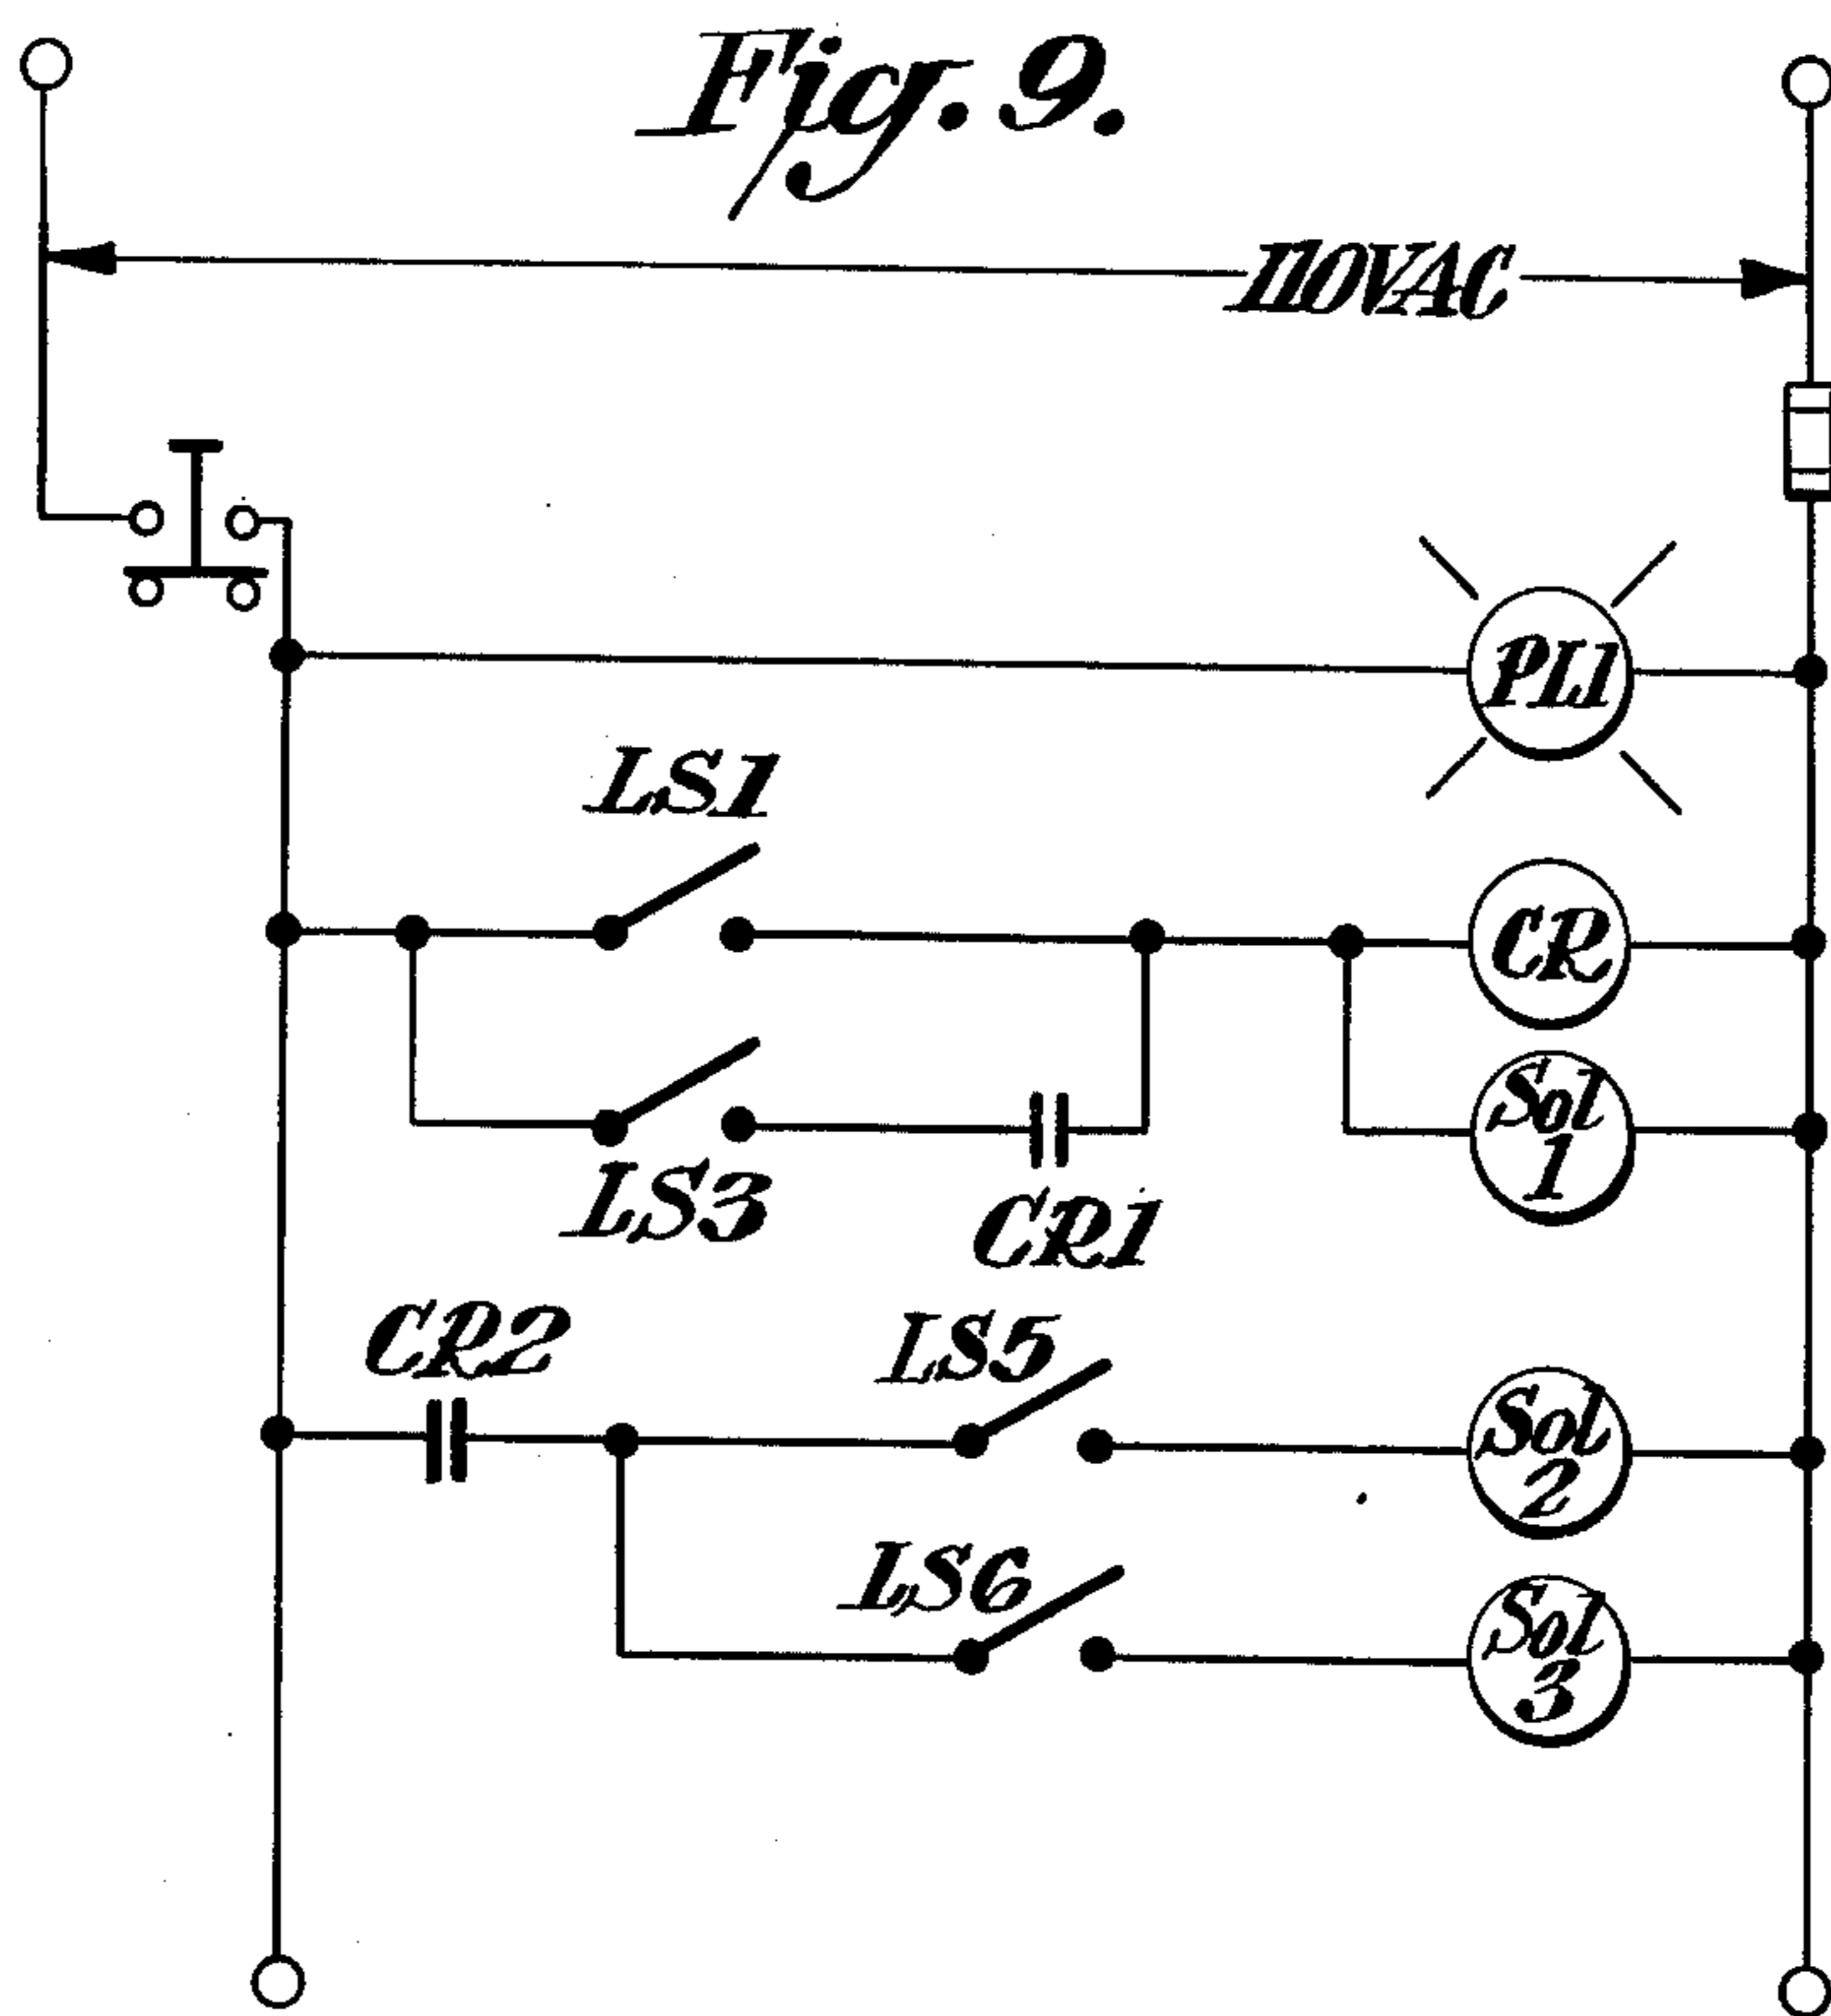 Fig. 9.
110VAC
PL1
LS1
CR
Sol
1
LS3
CR1
CR2
LS5
Sol
2
LS6
Sol
3